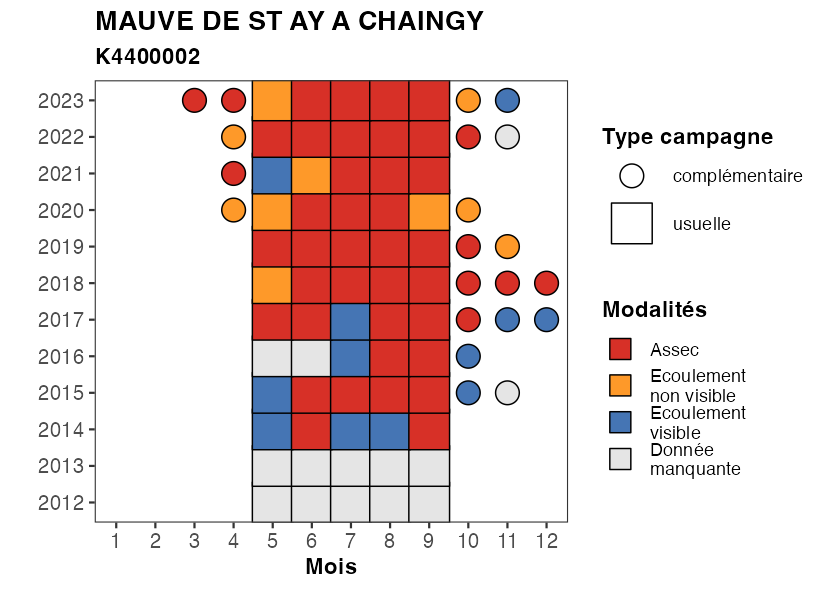 MAUVE DE ST AY A CHAINGY
K4400002
2023
2022
2021
2020
2019
2018
2017
2016
2015
2014
2013
2012
1 2 3 4 5 6 7 8 9 10 11 12
Mois
Type campagne
complémentaire
usuelle
Modalités
Assec
Ecoulement
non visible
Ecoulement
visible
Donnée
manquante